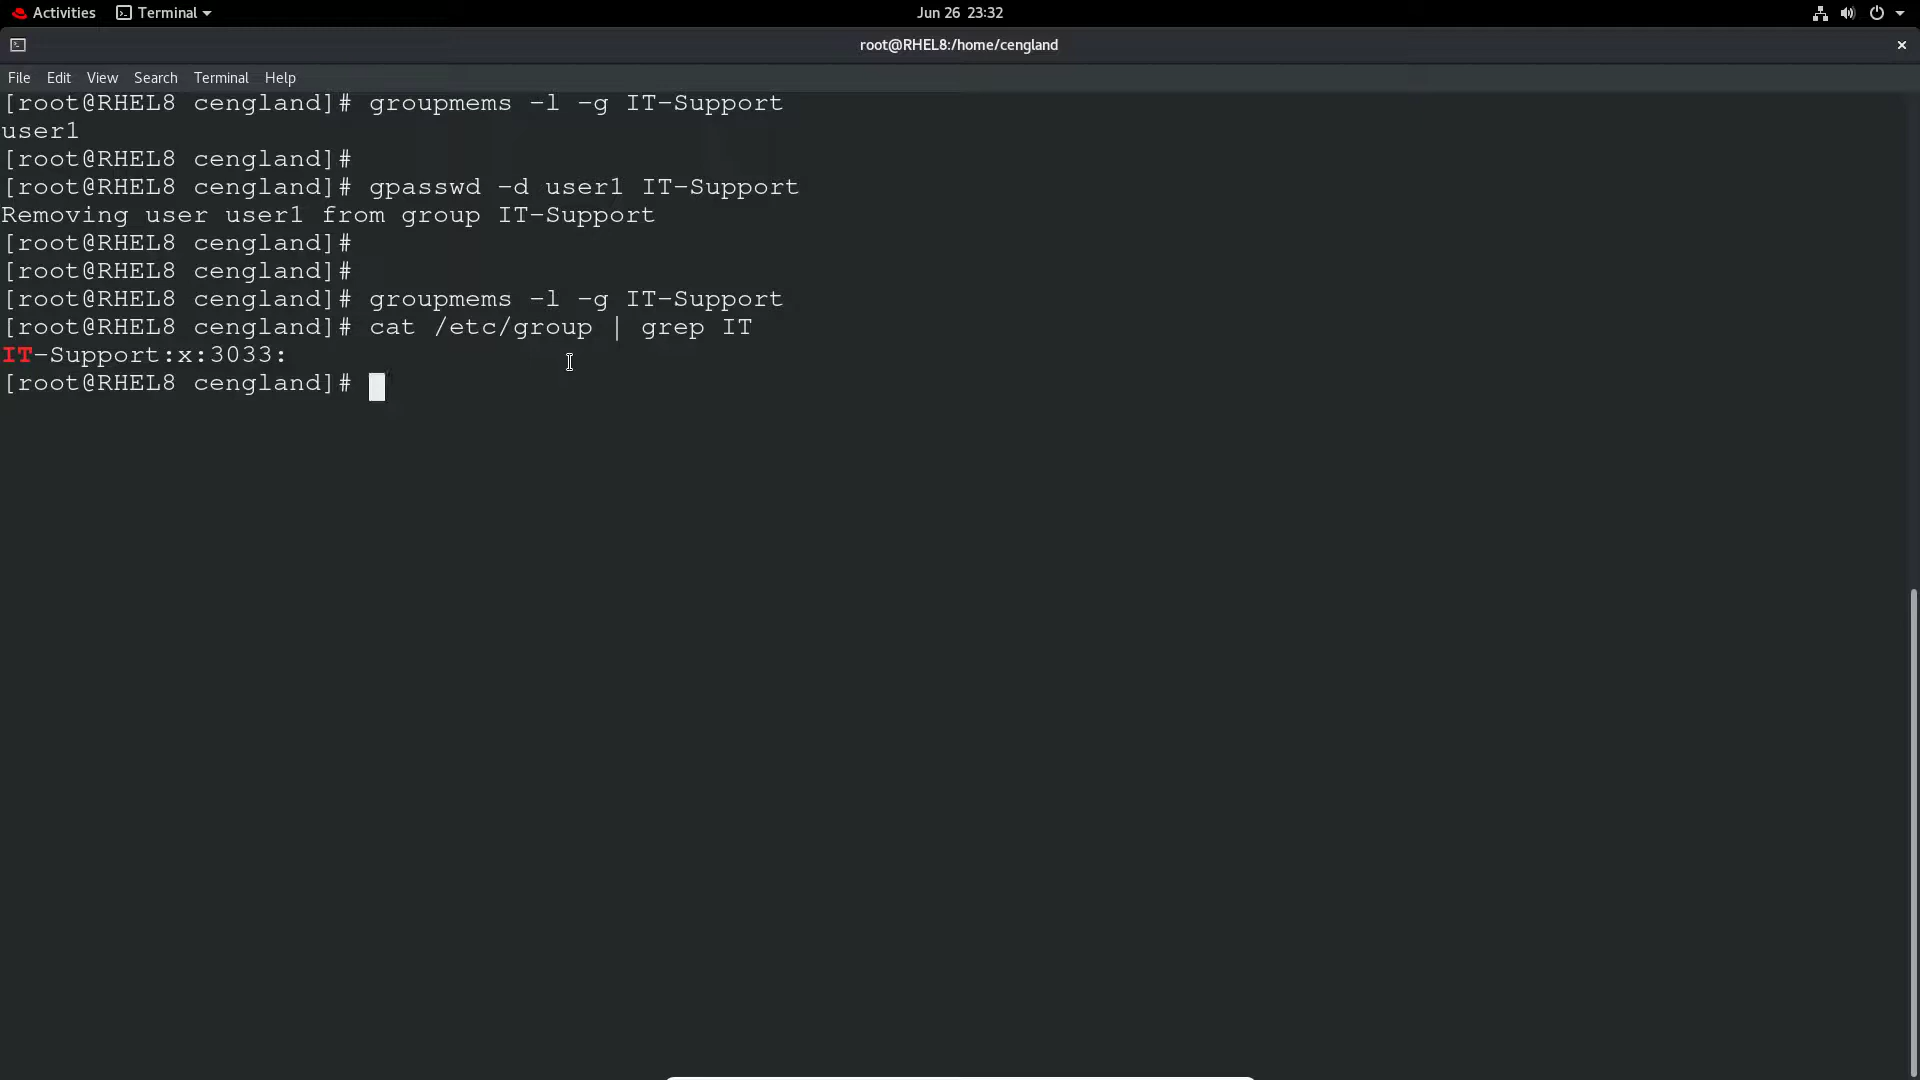 Activities Terminal Jun 26 23:32
root@RHEL8:/home/cengland
File Edit View Search Terminal Help
[root@RHEL8 cengland]# groupmems -l -g IT-Support
user1
[root@RHEL8 cengland]#
[root@RHEL8 cengland]# gpasswd -d user1 IT-Support
Removing user user1 from group IT-Support
[root@RHEL8 cengland]#
[root@RHEL8 cengland]#
[root@RHEL8 cengland]# groupmems -l -g IT-Support
[root@RHEL8 cengland]# cat /etc/group | grep IT
IT-Support:x:3033:
[root@RHEL8 cengland]#